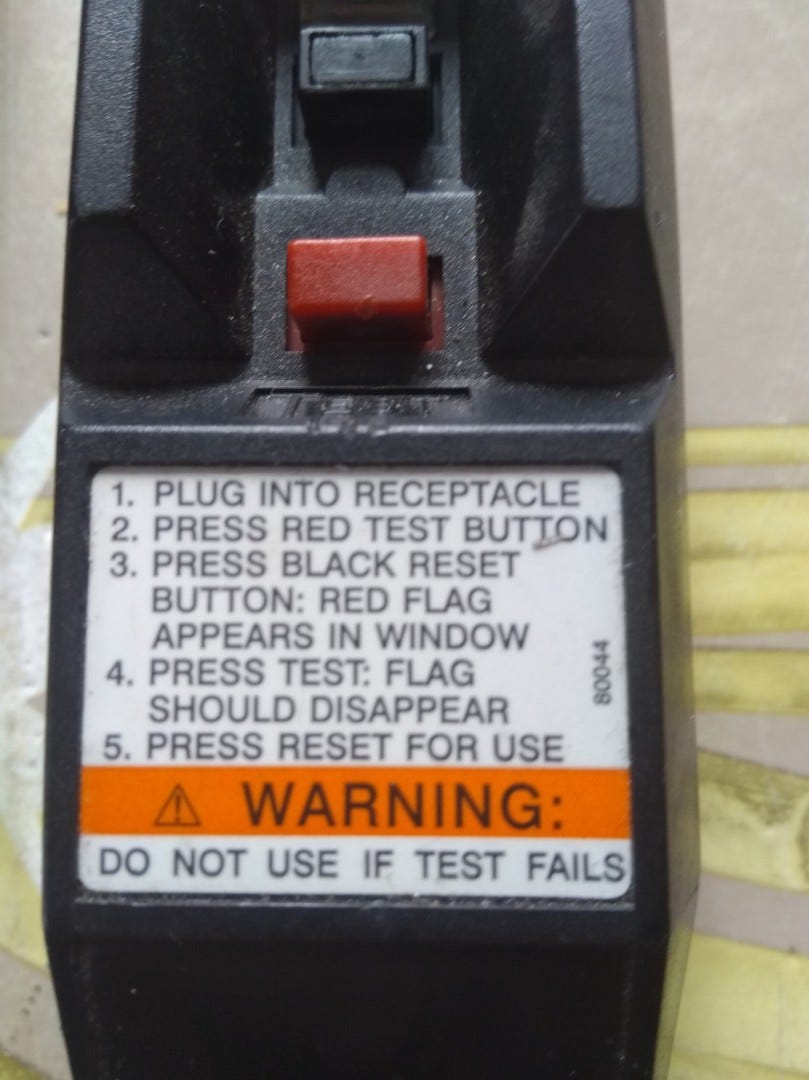 TEST
1. PLUG INTO RECEPTACLE
2. PRESS RED TEST BUTTON
3. PRESS BLACK RESET
BUTTON: RED FLAG
APPEARS IN WINDOW
4. PRESS TEST: FLAG
SHOULD DISAPPEAR
5. PRESS RESET FOR USE
80044
⚠ WARNING:
DO NOT USE IF TEST FAILS